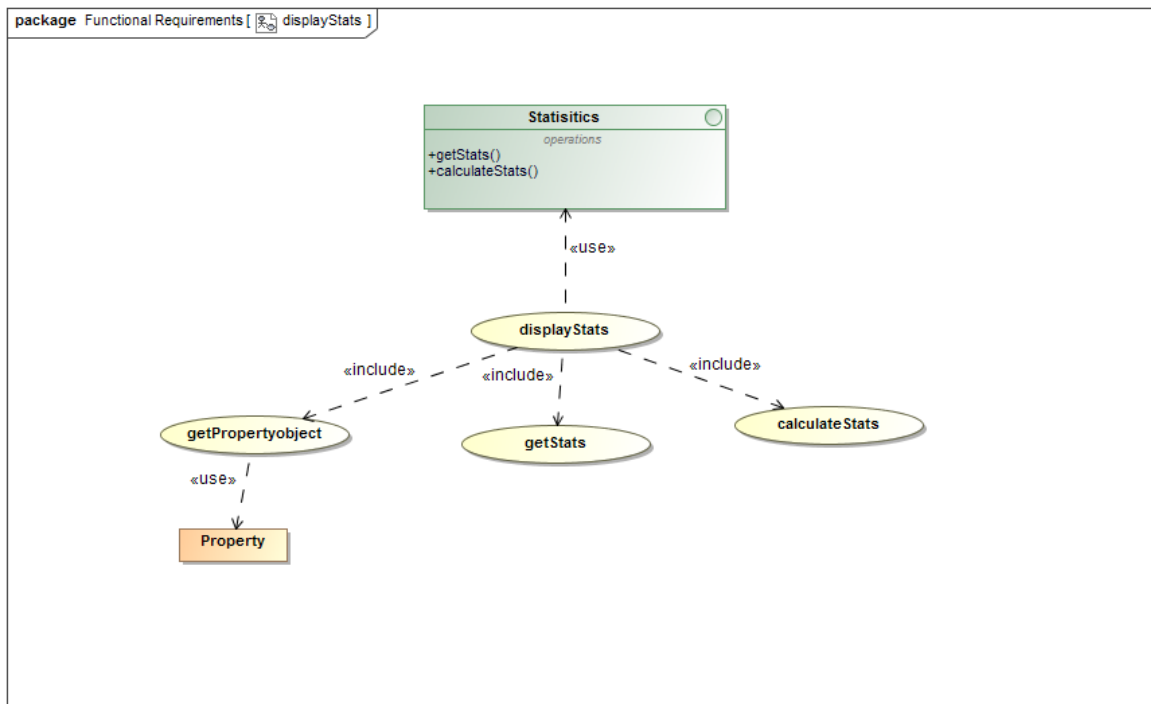 package Functional Requirements [ displayStats ]
Statisitics
operations
+getStats()
+calculateStats()
«use»
displayStats
«include»
«include»
«include»
getPropertyobject
getStats
calculateStats
«use»
Property